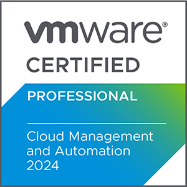 vmware®
CERTIFIED
PROFESSIONAL
Cloud Management
and Automation
2024